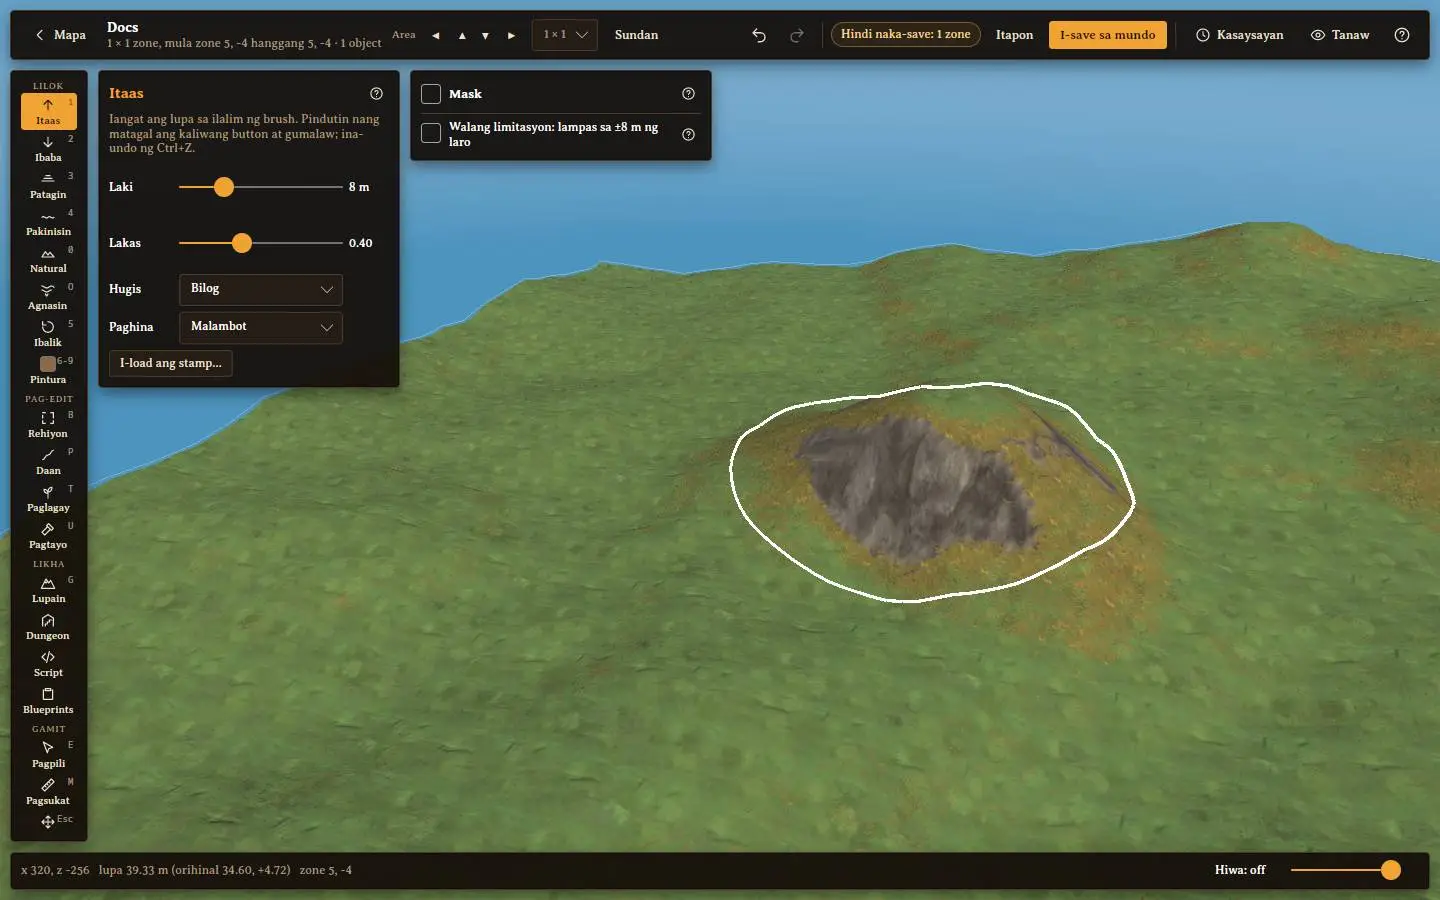 Mapa
Docs
1 × 1 zone, mula zone 5, -4 hanggang 5, -4 · 1 object
Area
1 × 1
Sundan
Hindi naka-save: 1 zone
Itapon
I-save sa mundo
Kasaysayan
Tanaw
LILOK
1
Itaas
2
Ibaba
3
Patagin
4
Pakinisin
0
Natural
O
Agnasin
5
Ibalik
6-9
Pintura
PAG-EDIT
B
Rehiyon
P
Daan
T
Paglagay
U
Pagtayo
LIKHA
G
Lupain
Dungeon
Script
Blueprints
GAMIT
E
Pagpili
M
Pagsukat
Esc
Itaas
Iangat ang lupa sa ilalim ng brush. Pindutin nang
matagal ang kaliwang button at gumalaw; ina-
undo ng Ctrl+Z.
Laki
8 m
Lakas
0.40
Hugis
Bilog
Paghina
Malambot
I-load ang stamp...
Mask
Walang limitasyon: lampas sa ±8 m ng
laro
x 320, z -256 lupa 39.33 m (orihinal 34.60, +4.72) zone 5, -4
Hiwa: off